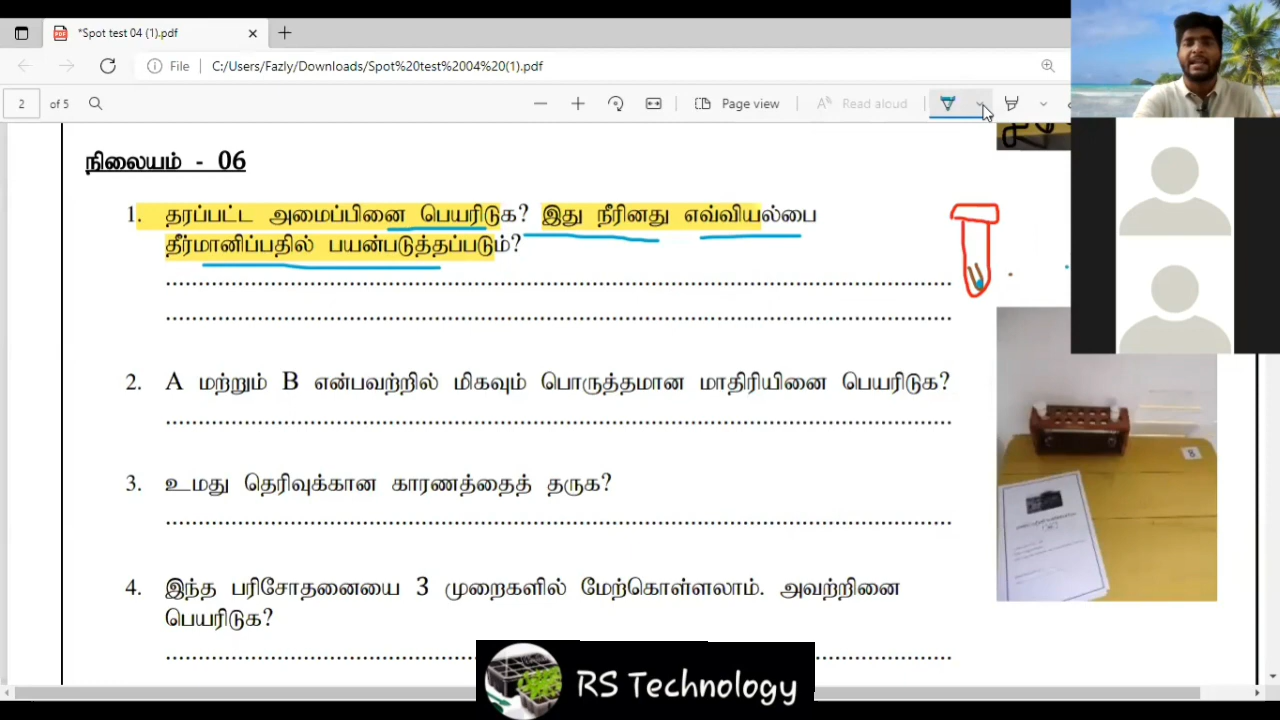 *Spot test 04 (1).pdf
File C:/Users/Fazly/Downloads/Spot%20test%2004%20(1).pdf
2 of 5 Page view Read aloud
நிலையம் - 06
1. தரப்பட்ட அமைப்பினை பெயரிடுக? இது நீரினது எவ்வியல்பை
தீர்மானிப்பதில் பயன்படுத்தப்படும்?
2. A மற்றும் B என்பவற்றில் மிகவும் பொருத்தமான மாதிரியினை பெயரிடுக?
3. உமது தெரிவுக்கான காரணத்தைத் தருக?
4. இந்த பரிசோதனையை 3 முறைகளில் மேற்கொள்ளலாம். அவற்றினை
பெயரிடுக?
RS Technology